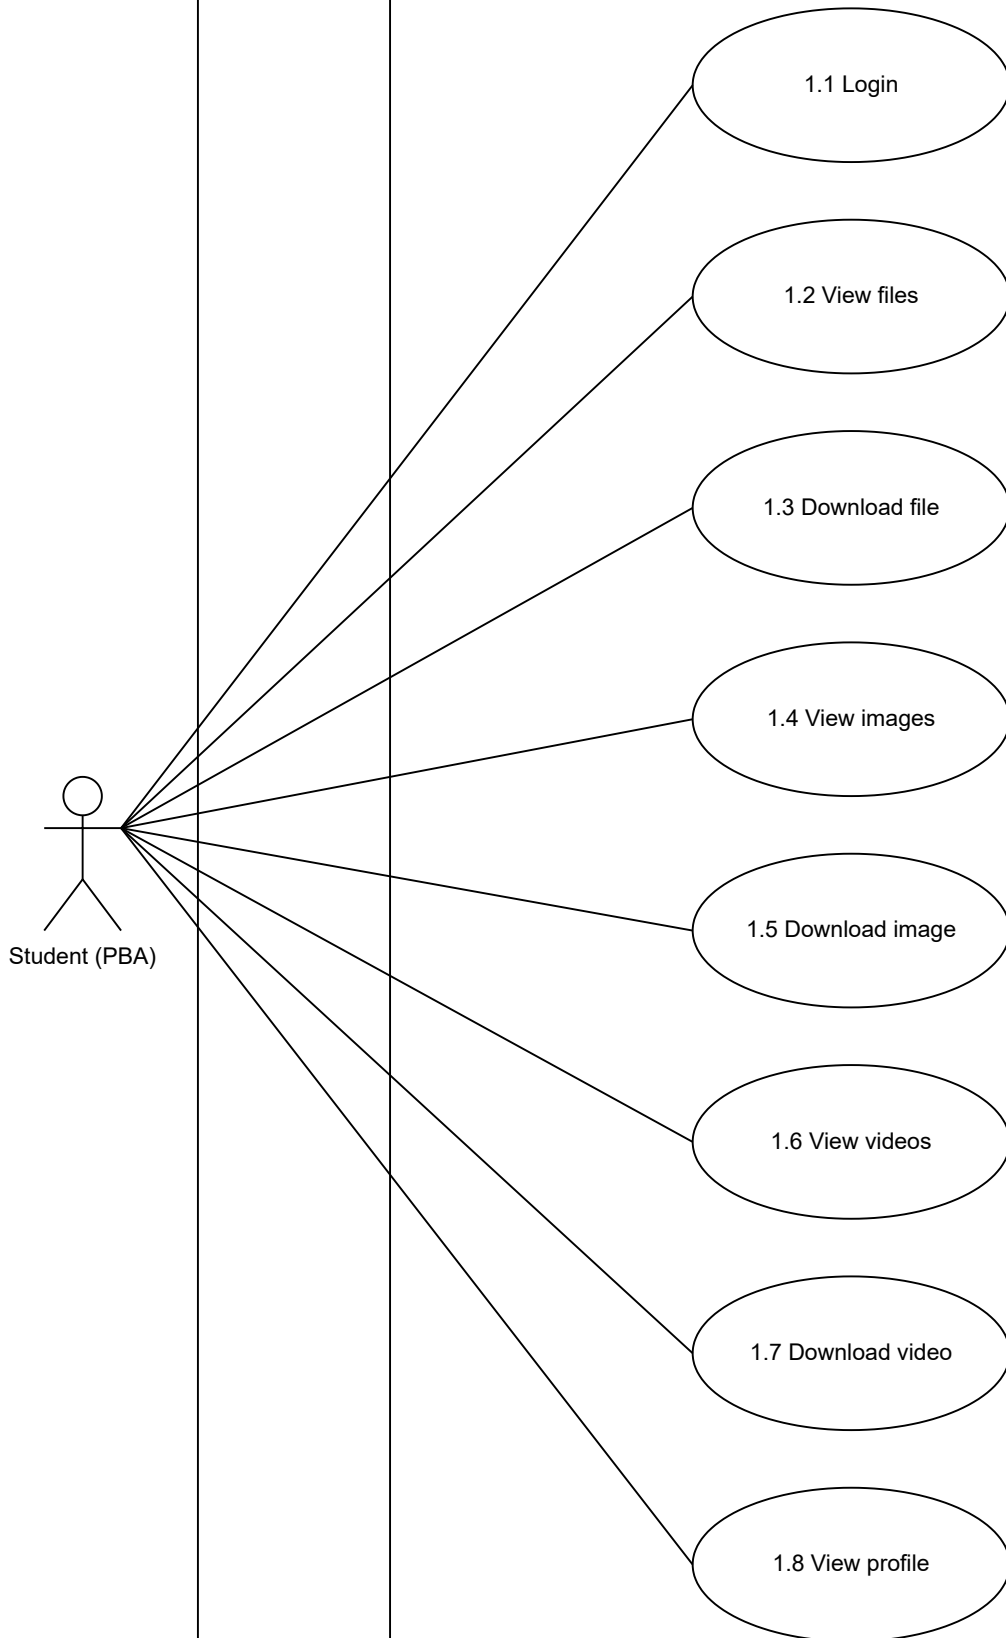 1.1 Login
1.2 View files
1.3 Download file
1.4 View images
1.5 Download image
Student (PBA)
1.6 View videos
1.7 Download video
1.8 View profile